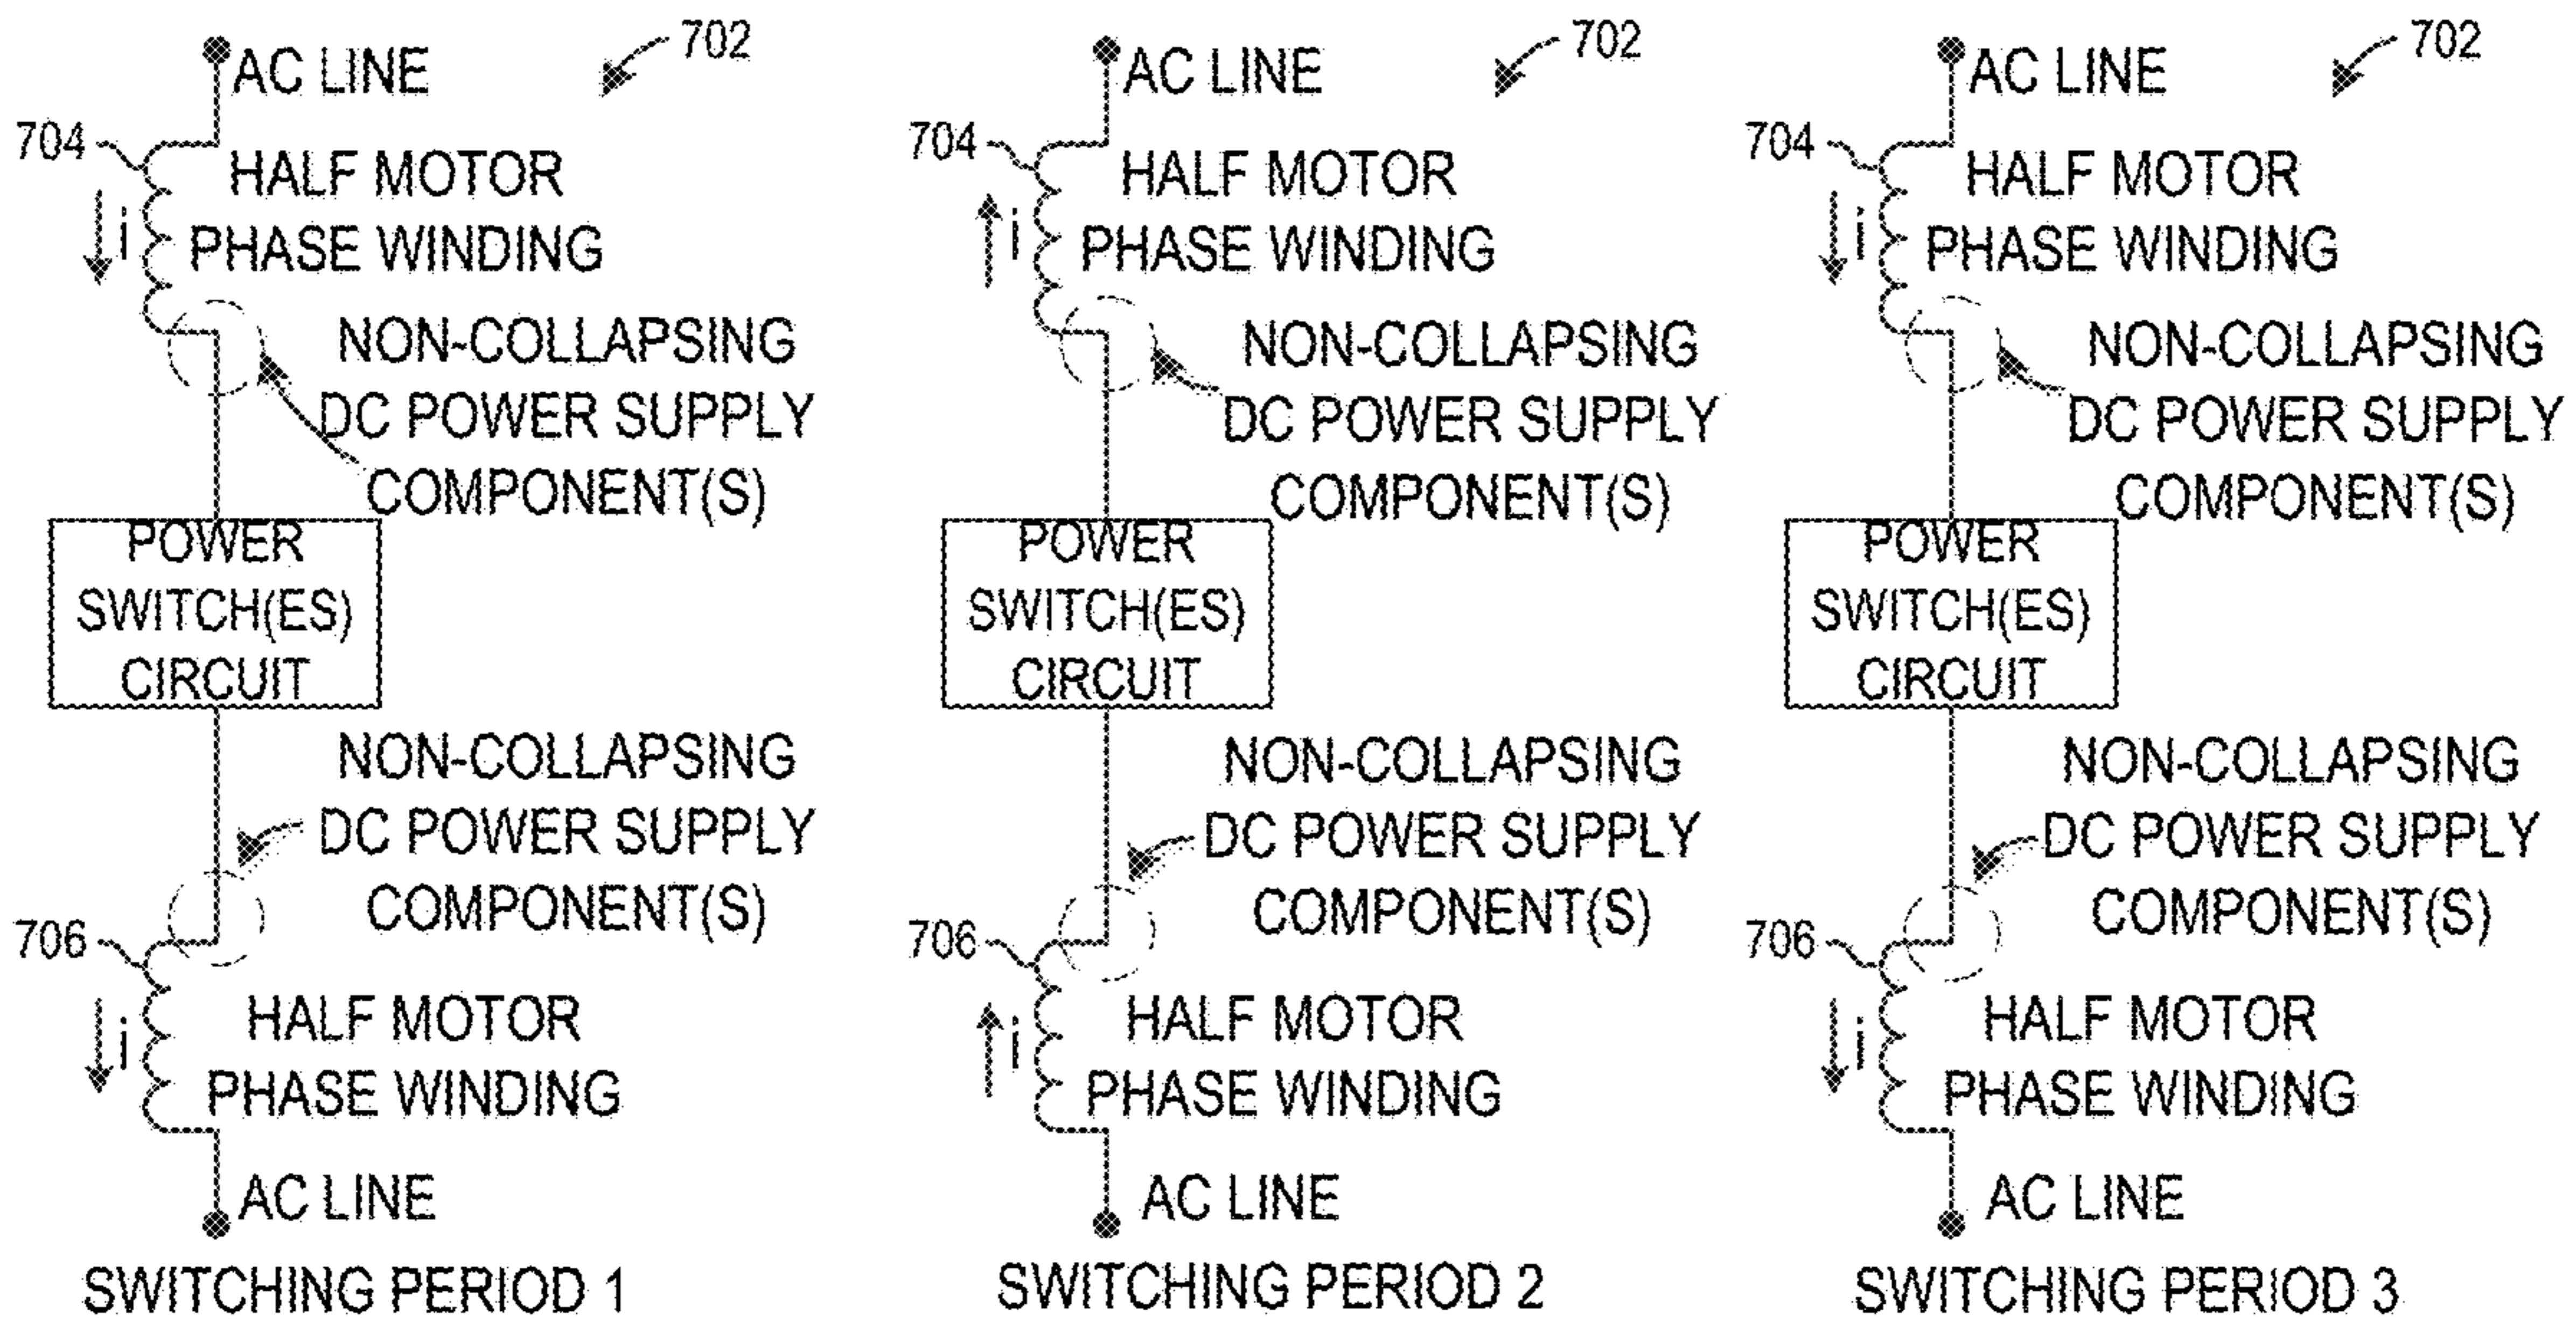 AC LINE
702
704
HALF MOTOR
PHASE WINDING
i
NON-COLLAPSING
DC POWER SUPPLY
COMPONENT(S)
POWER
SWITCH(ES)
CIRCUIT
NON-COLLAPSING
DC POWER SUPPLY
COMPONENT(S)
706
HALF MOTOR
i
PHASE WINDING
AC LINE
SWITCHING PERIOD 1
AC LINE
702
704
HALF MOTOR
PHASE WINDING
i
NON-COLLAPSING
DC POWER SUPPLY
COMPONENT(S)
POWER
SWITCH(ES)
CIRCUIT
NON-COLLAPSING
DC POWER SUPPLY
COMPONENT(S)
706
HALF MOTOR
i
PHASE WINDING
AC LINE
SWITCHING PERIOD 2
AC LINE
702
704
HALF MOTOR
PHASE WINDING
i
NON-COLLAPSING
DC POWER SUPPLY
COMPONENT(S)
POWER
SWITCH(ES)
CIRCUIT
NON-COLLAPSING
DC POWER SUPPLY
COMPONENT(S)
706
HALF MOTOR
i
PHASE WINDING
AC LINE
SWITCHING PERIOD 3